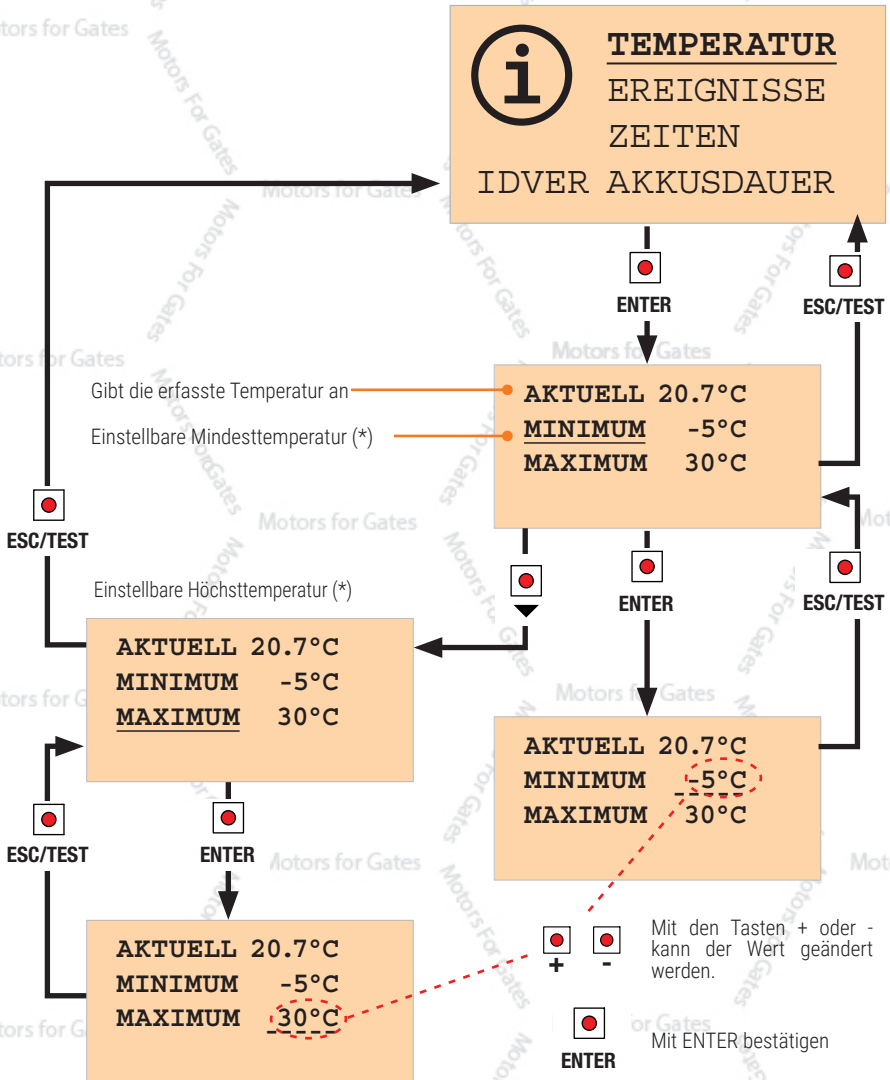 TEMPERATUR
EREIGNISSE
ZEITEN
IDVER AKKUSDAUER
ENTER
ESC/TEST
Gibt die erfasste Temperatur an
Einstellbare Mindesttemperatur (*)
AKTUELL 20.7°C
MINIMUM -5°C
MAXIMUM 30°C
ESC/TEST
ENTER
ESC/TEST
Einstellbare Höchsttemperatur (*)
AKTUELL 20.7°C
MINIMUM -5°C
MAXIMUM 30°C
AKTUELL 20.7°C
MINIMUM -5°C
MAXIMUM 30°C
ESC/TEST
ENTER
AKTUELL 20.7°C
MINIMUM -5°C
MAXIMUM 30°C
+ -
Mit den Tasten + oder -
kann der Wert geändert
werden.
ENTER
Mit ENTER bestätigen
Motors for Gates